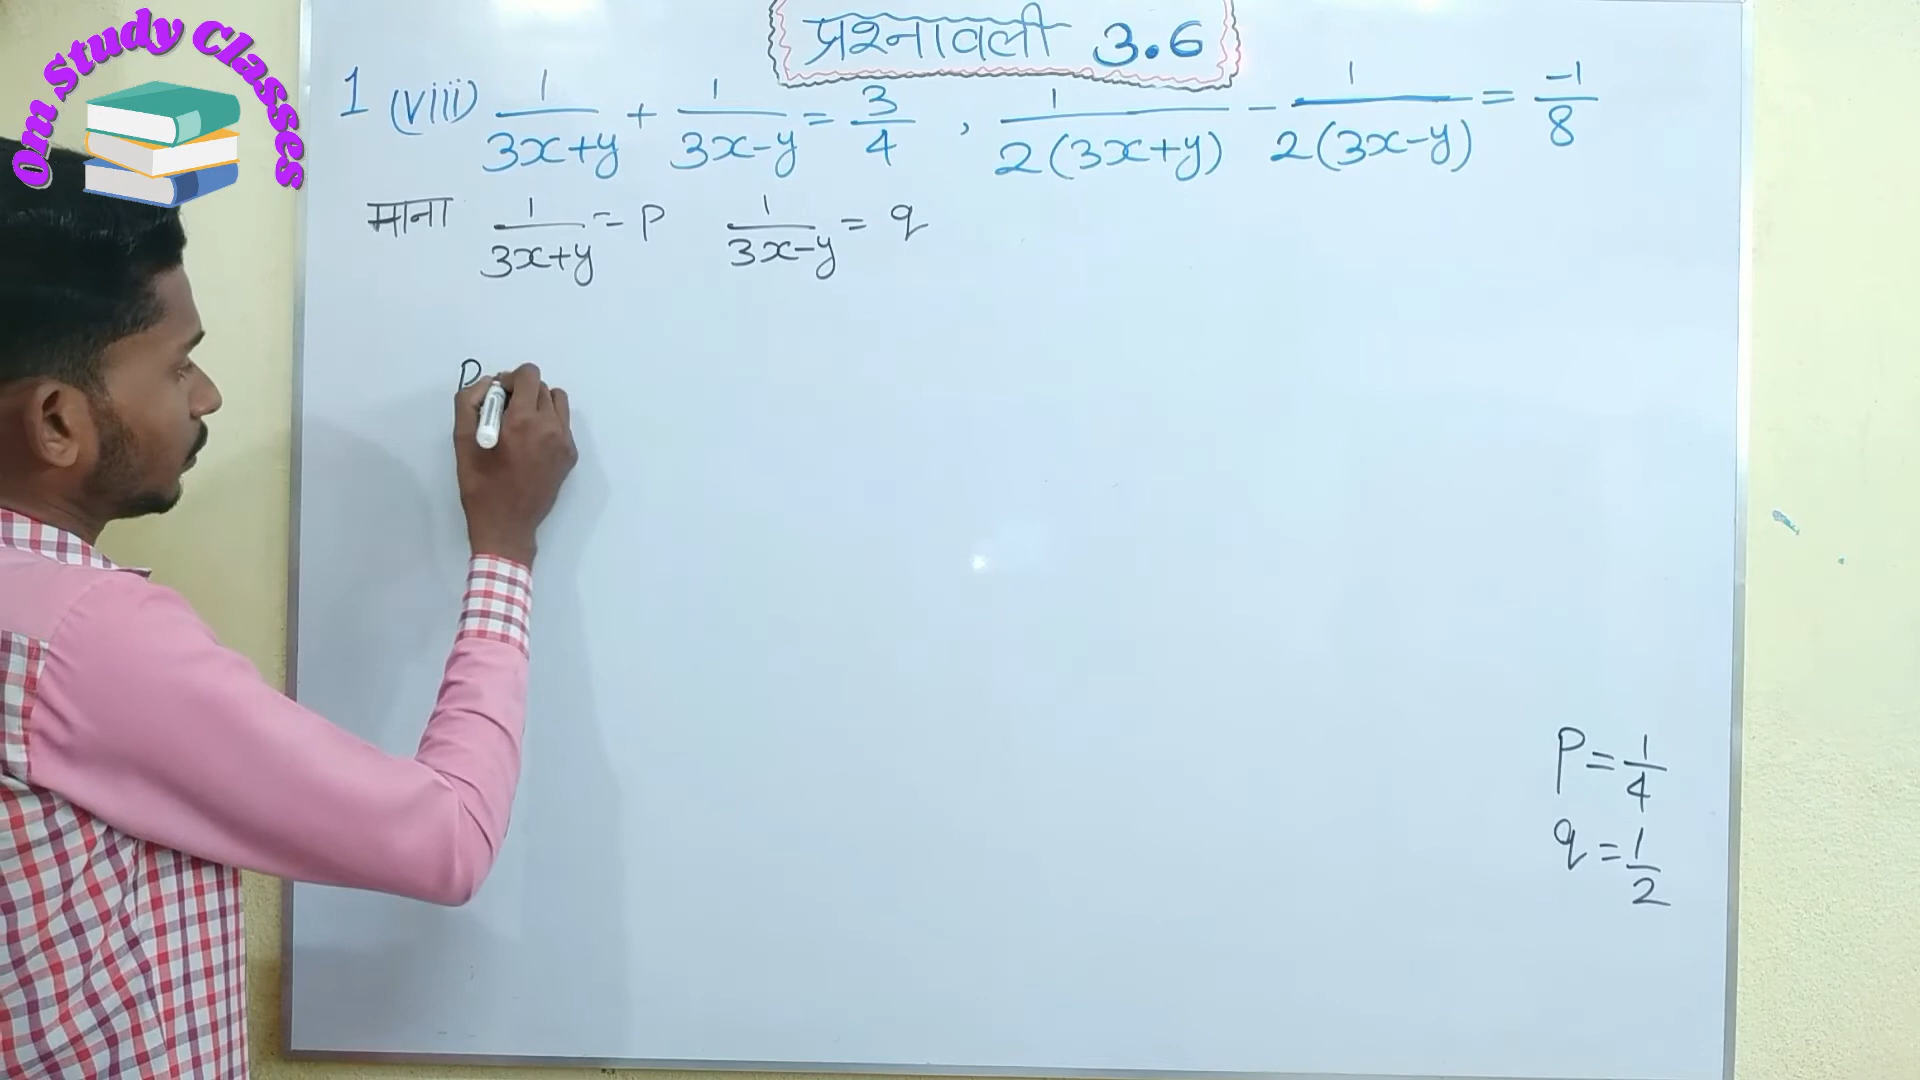 Om Study Classes
प्रश्नावली 3.6
1 (viii) 1/(3x+y) + 1/(3x-y) = 3/4 , 1/(2(3x+y)) - 1/(2(3x-y)) = -1/8
माना 1/(3x+y) = p 1/(3x-y) = q
p
p = 1/4
q = 1/2